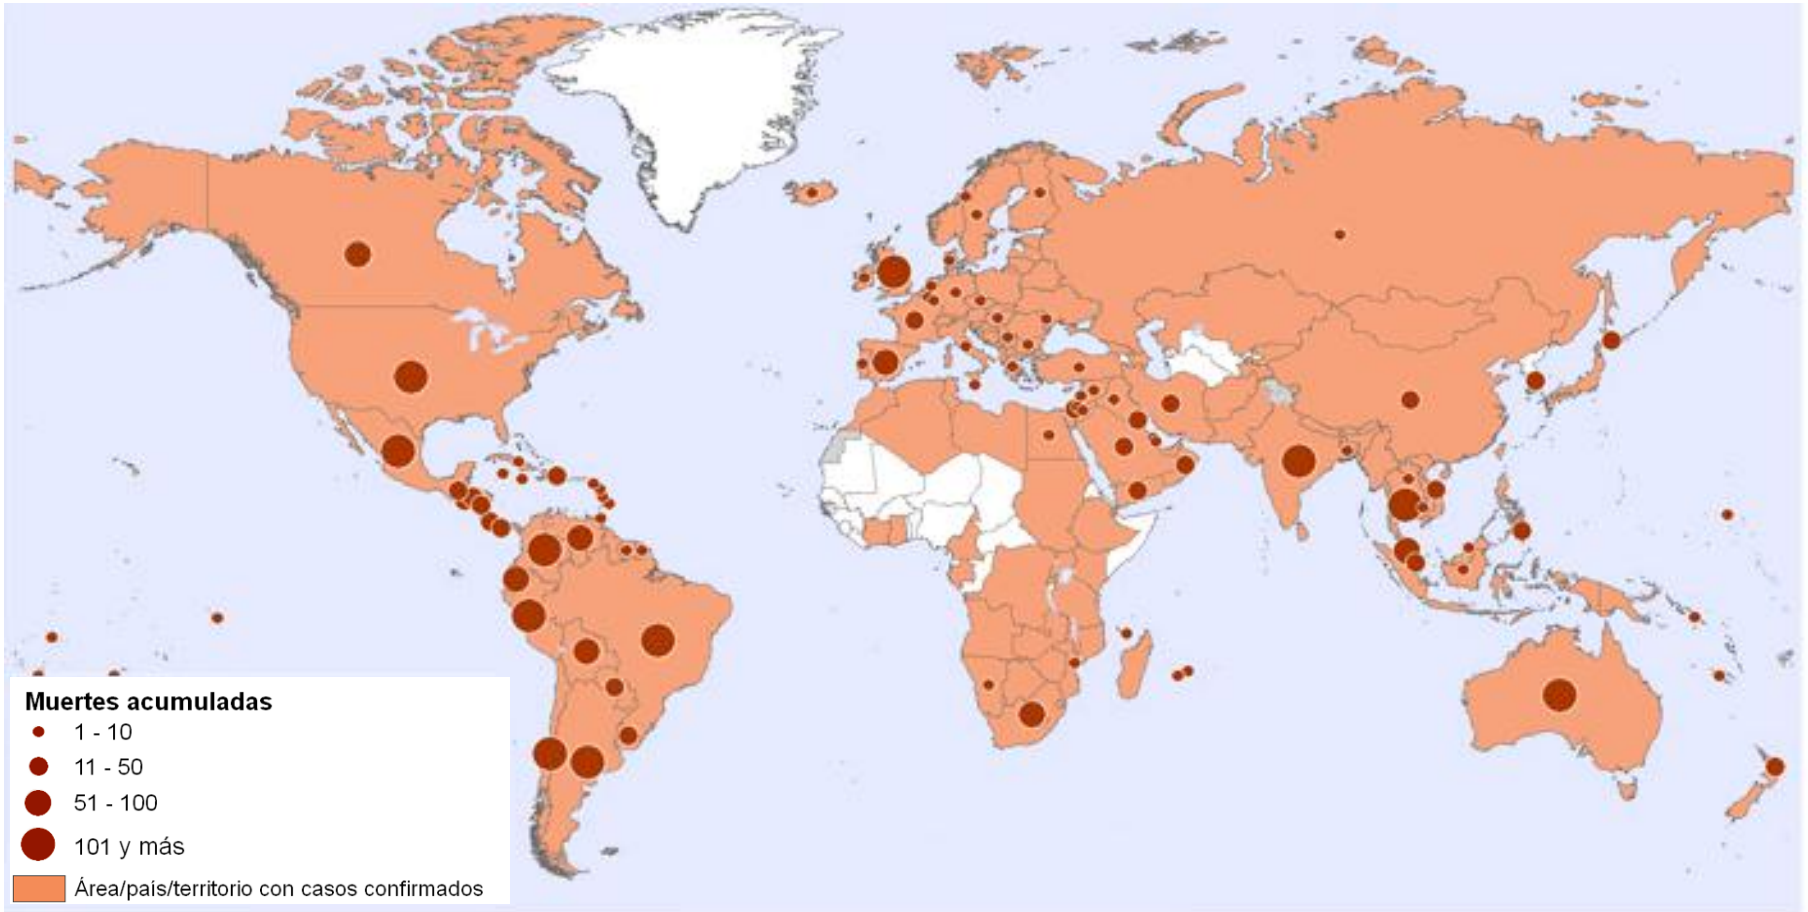 Muertes acumuladas
1 - 10
11 - 50
51 - 100
101 y más
Área/país/territorio con casos confirmados